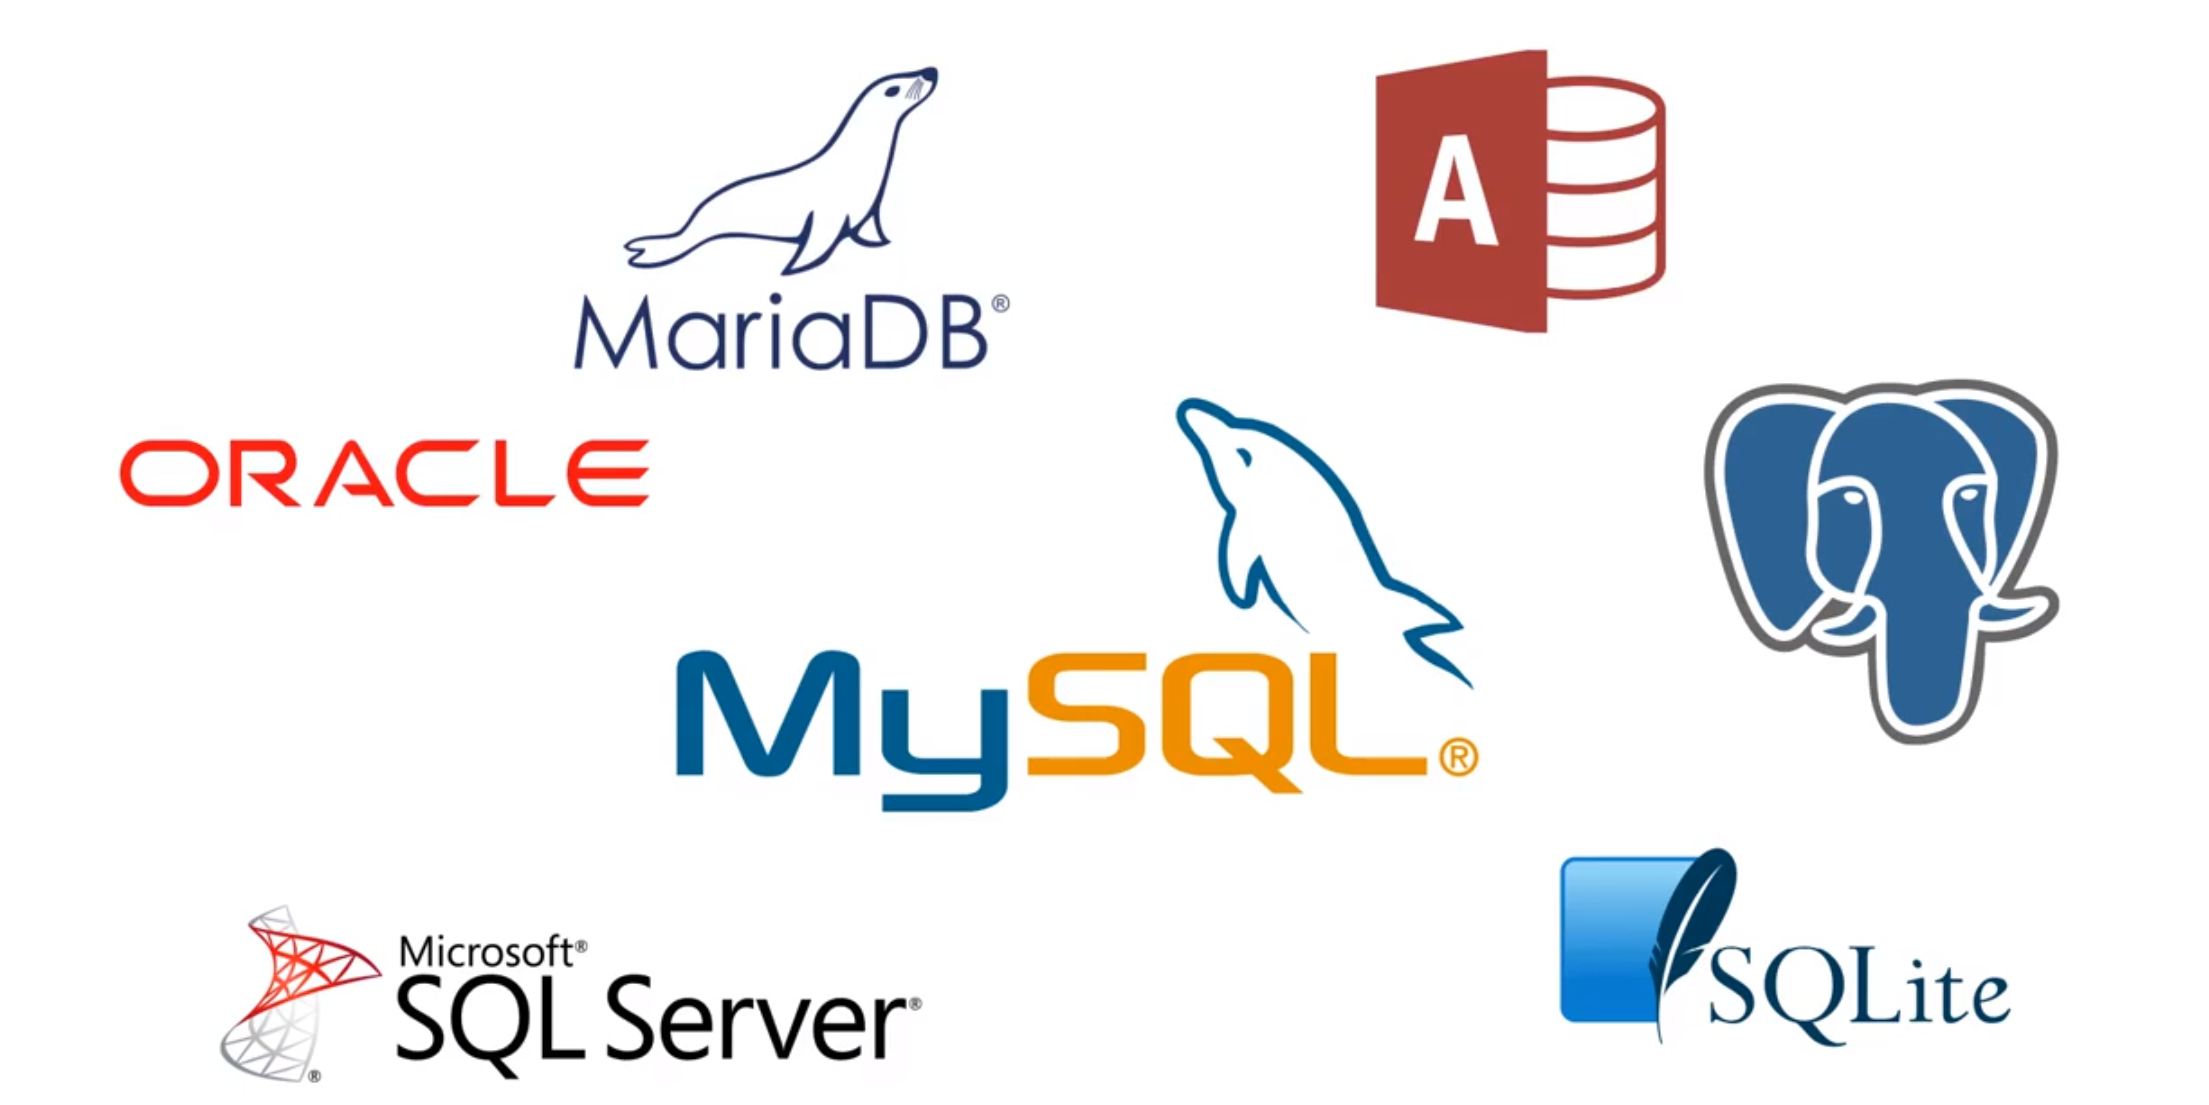 MariaDB®
A
ORACLE
MySQL®
Microsoft®
SQL Server®
®
SQLite